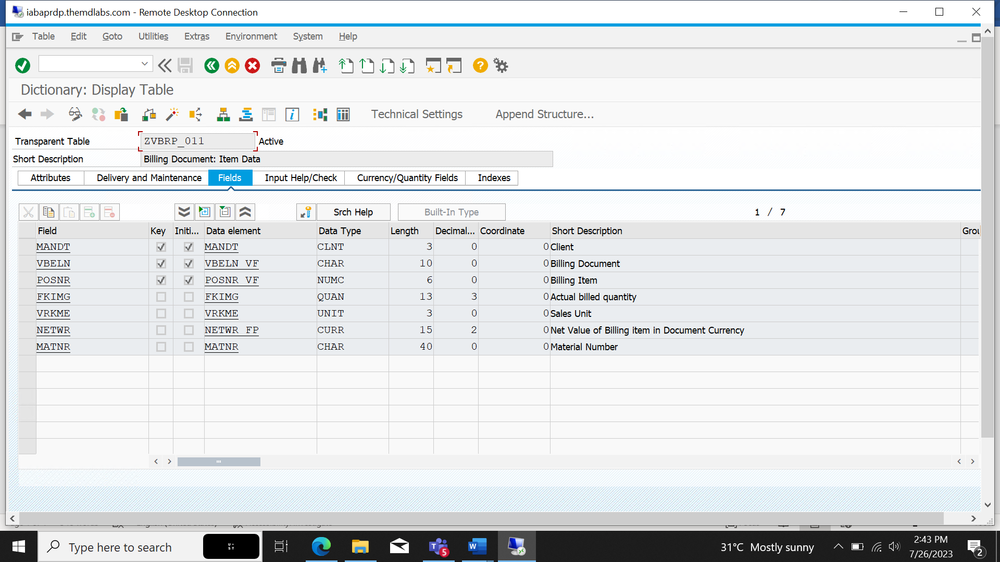 iabaprdp.themdlabs.com - Remote Desktop Connection
Table Edit Goto Utilities Extras Environment System Help
Dictionary: Display Table
Technical Settings Append Structure...
Transparent Table ZVBRP_011 Active
Short Description Billing Document: Item Data
Attributes Delivery and Maintenance Fields Input Help/Check Currency/Quantity Fields Indexes
Srch Help Built-In Type 1 / 7
Field Key Initi... Data element Data Type Length Decimal... Coordinate Short Description Grou
MANDT MANDT CLNT 3 0 0 Client
VBELN VBELN_VF CHAR 10 0 0 Billing Document
POSNR POSNR_VF NUMC 6 0 0 Billing Item
FKIMG FKIMG QUAN 13 3 0 Actual billed quantity
VRKME VRKME UNIT 3 0 0 Sales Unit
NETWR NETWR_FP CURR 15 2 0 Net Value of Billing item in Document Currency
MATNR MATNR CHAR 40 0 0 Material Number
Type here to search
5
31°C Mostly sunny
2:43 PM
7/26/2023
2